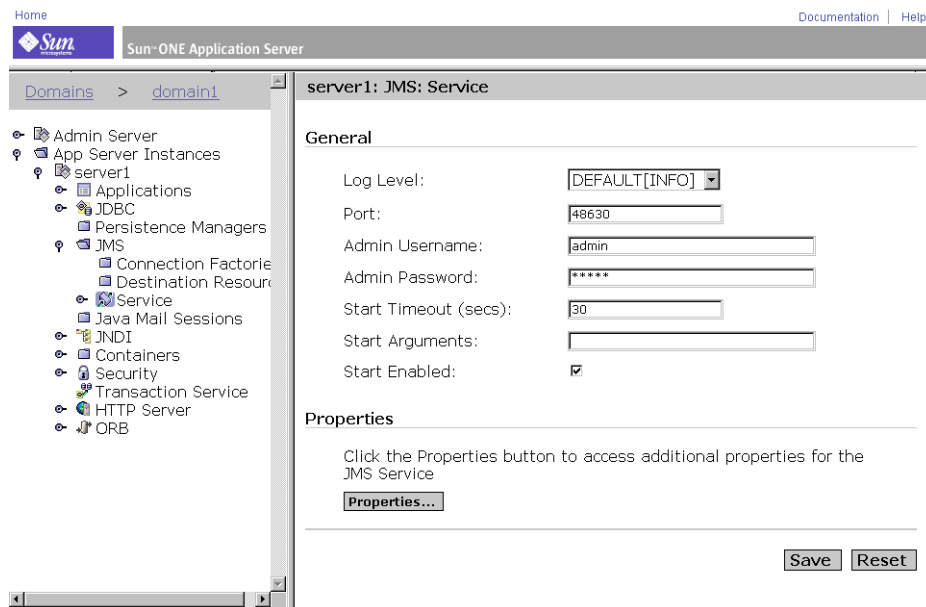 Home
Documentation | Help
Sun
microsystems
Sun™ ONE Application Server
Domains > domain1
Admin Server
App Server Instances
server1
Applications
JDBC
Persistence Managers
JMS
Connection Factorie
Destination Resour
Service
Java Mail Sessions
JNDI
Containers
Security
Transaction Service
HTTP Server
ORB
server1: JMS: Service
General
Log Level: DEFAULT[INFO]
Port: 48630
Admin Username: admin
Admin Password: *****
Start Timeout (secs): 30
Start Arguments:
Start Enabled:
Properties
Click the Properties button to access additional properties for the
JMS Service
Properties...
Save Reset